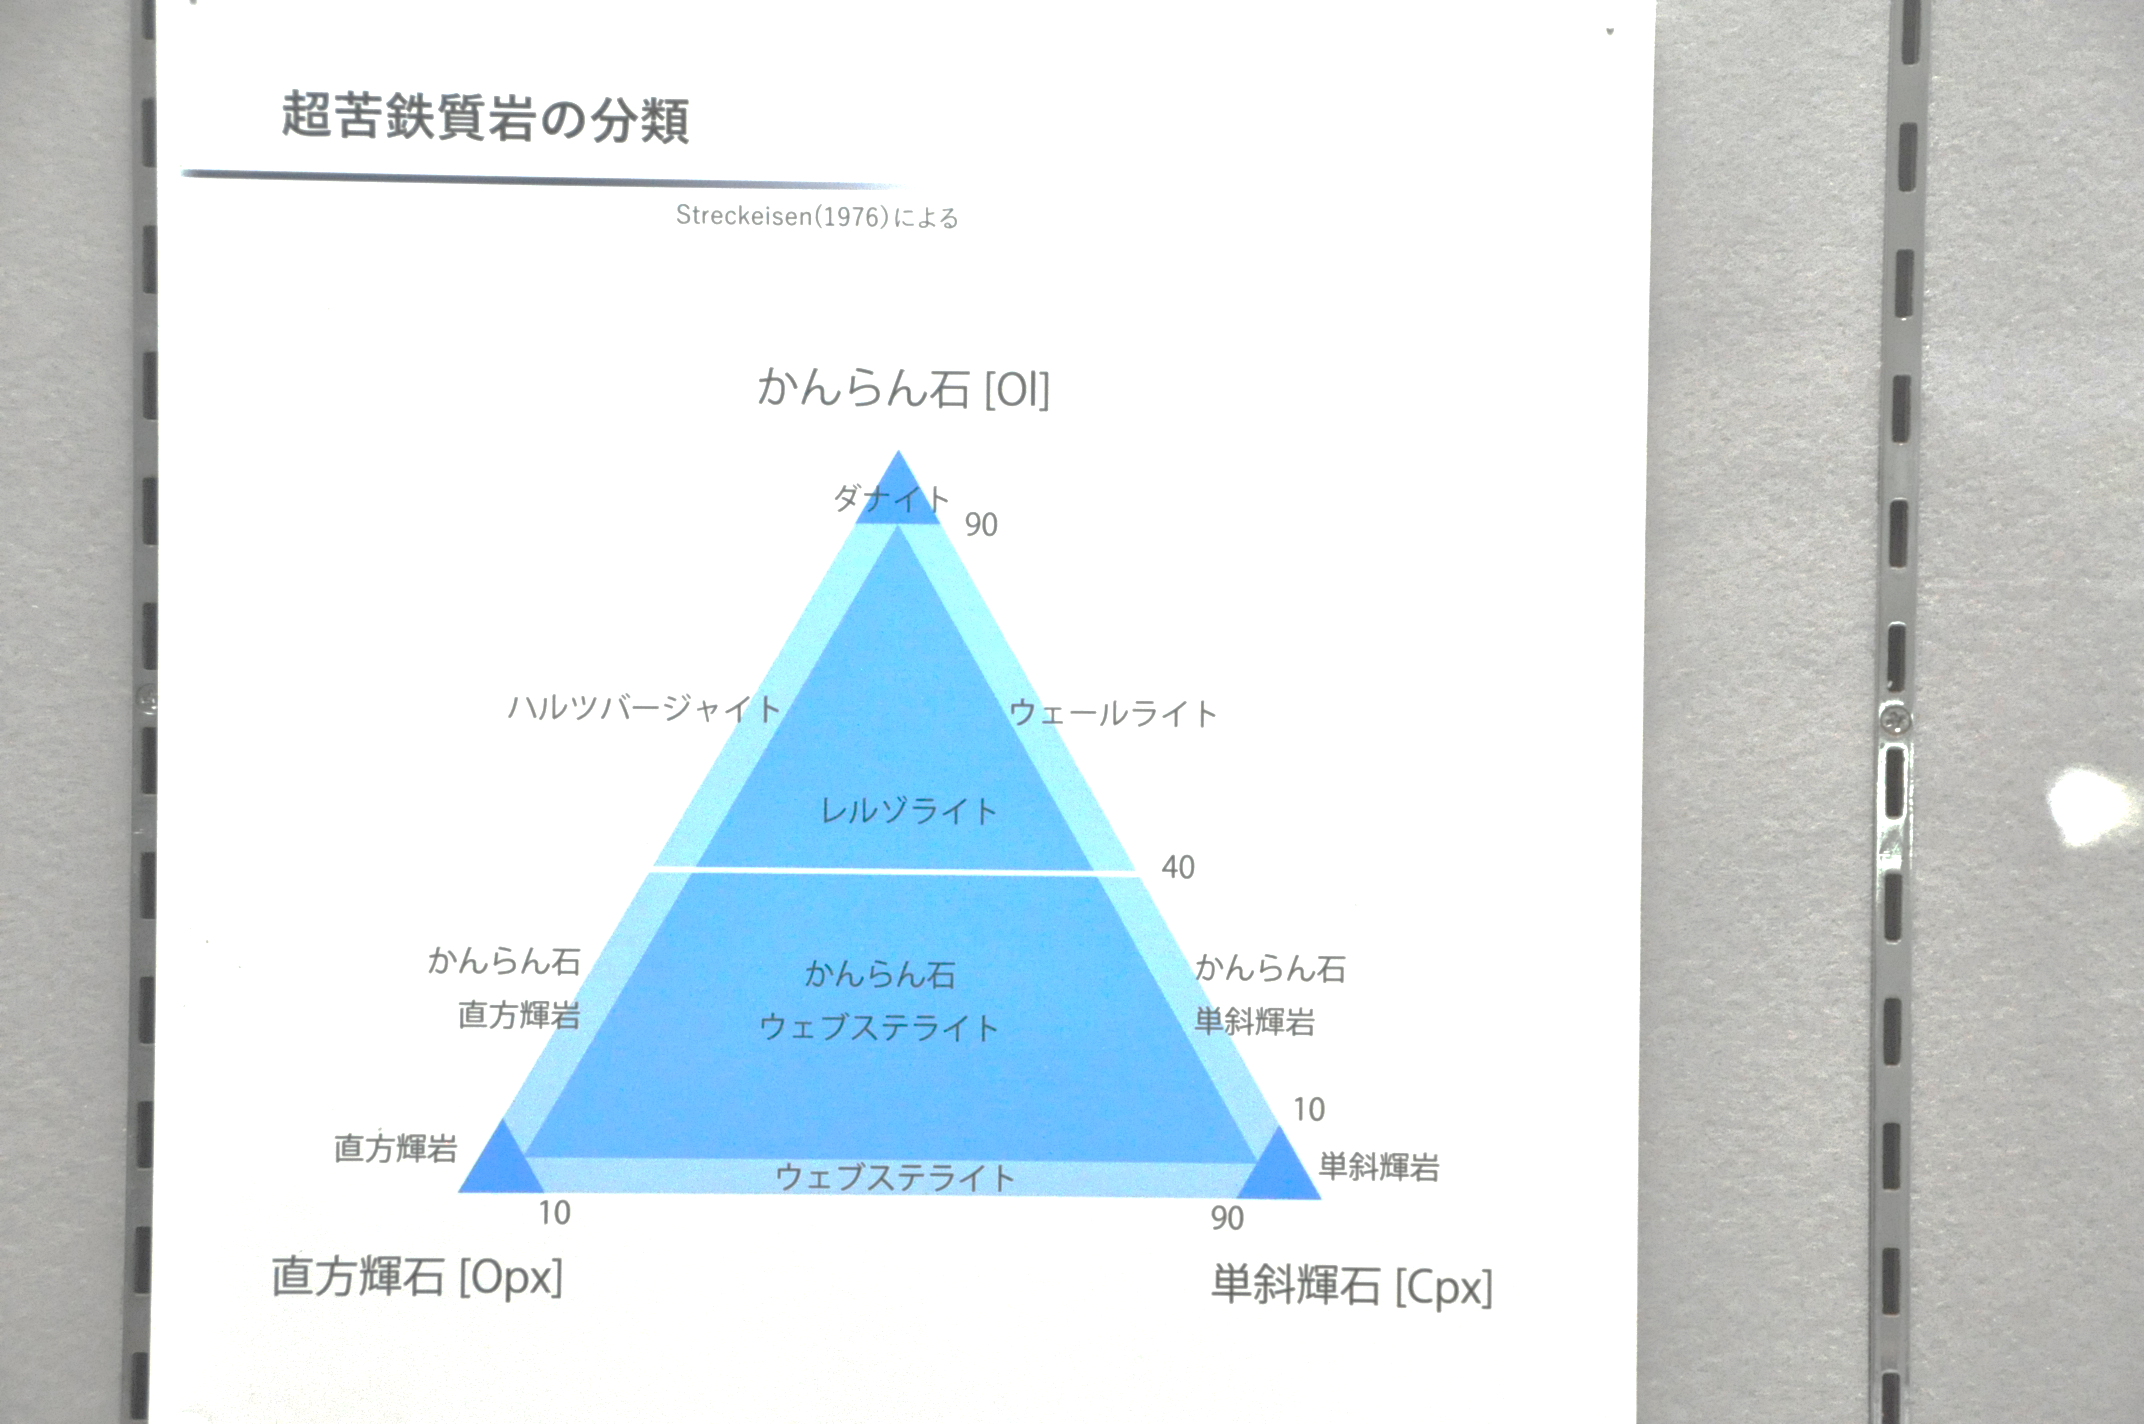 超苦鉄質岩の分類
Streckeisen(1976)による
かんらん石 [Ol]
ダナイト
90
ハルツバージャイト
ウェールライト
レルゾライト
40
かんらん石
直方輝岩
かんらん石
ウェブステライト
かんらん石
単斜輝岩
10
直方輝岩
ウェブステライト
単斜輝岩
10
90
直方輝石 [Opx]
単斜輝石 [Cpx]